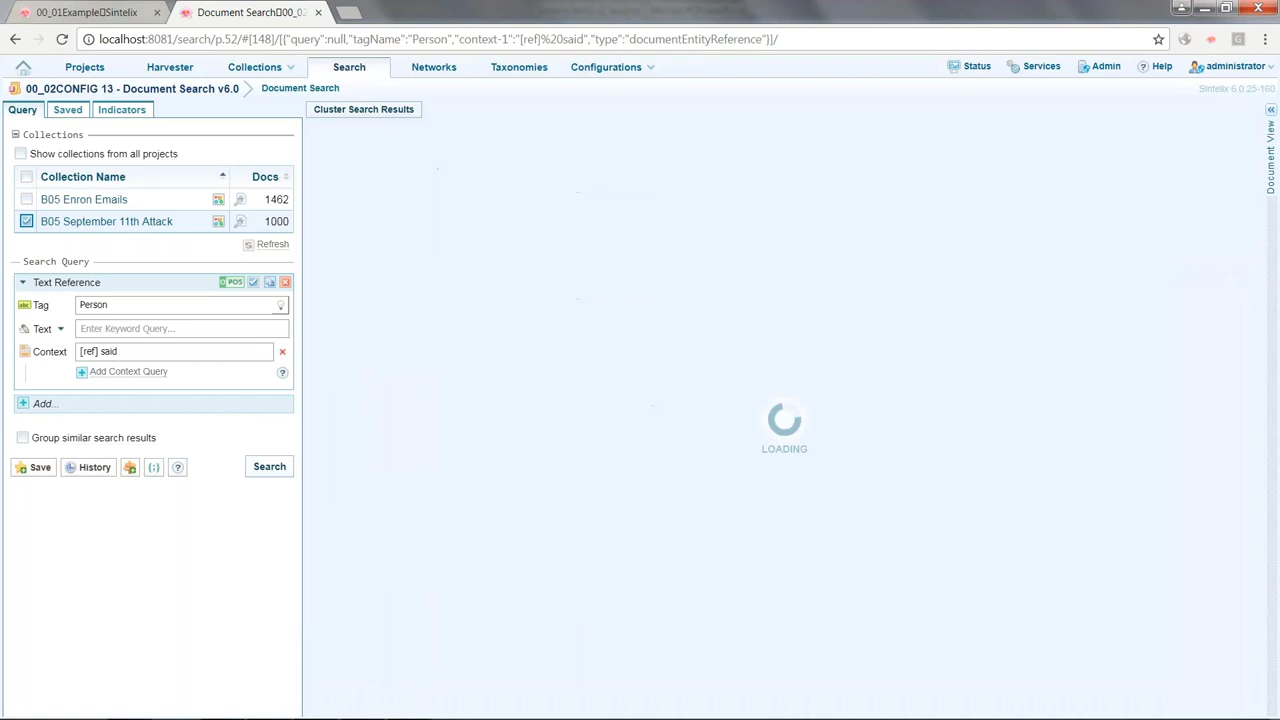 00_01Example▯Sintelix
Document Search▯00_02
localhost:8081/search/p.52/#[148]/[{"query":null,"tagName":"Person","context-1":"[ref]%20said","type":"documentEntityReference"}]/
Projects Harvester Collections Search Networks Taxonomies Configurations Status Services Admin Help administrator
00_02CONFIG 13 - Document Search v6.0 Document Search Sintelix 6.0.25-160
Query Saved Indicators Cluster Search Results
Document View
Collections
Show collections from all projects
Collection Name Docs
B05 Enron Emails 1462
B05 September 11th Attack 1000
Refresh
Search Query
Text Reference POS
abc Tag Person
Text Enter Keyword Query...
Context [ref] said
Add Context Query ?
Add...
Group similar search results
Save History (;) ? Search
LOADING